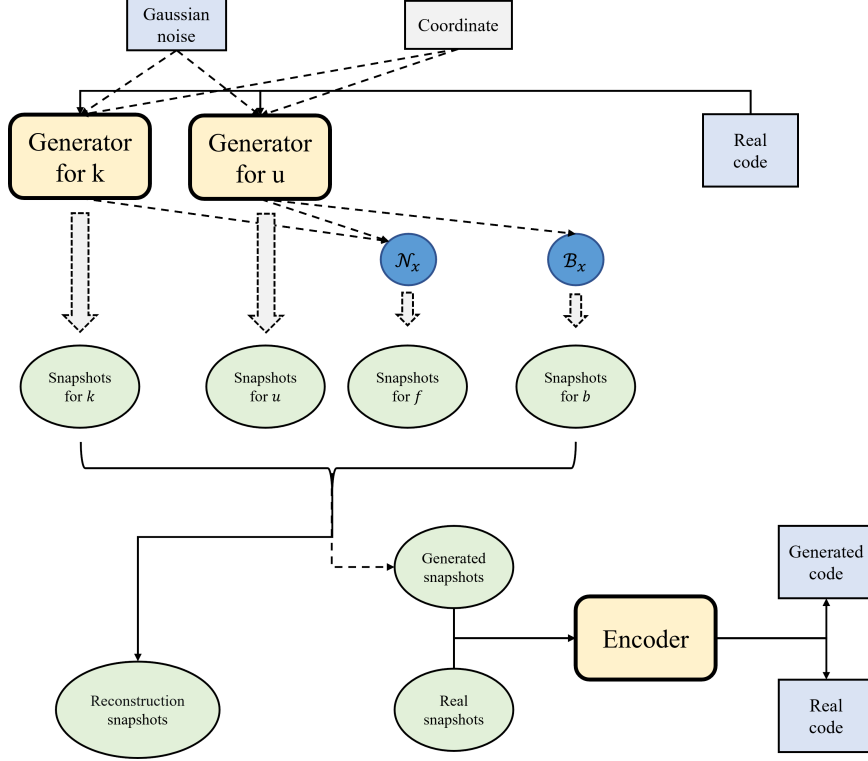 Gaussian
noise
Coordinate
Generator
for k
Generator
for u
Real
code
𝒩ₓ
ℬₓ
Snapshots
for k
Snapshots
for u
Snapshots
for f
Snapshots
for b
Generated
snapshots
Generated
code
Encoder
Reconstruction
snapshots
Real
snapshots
Real
code